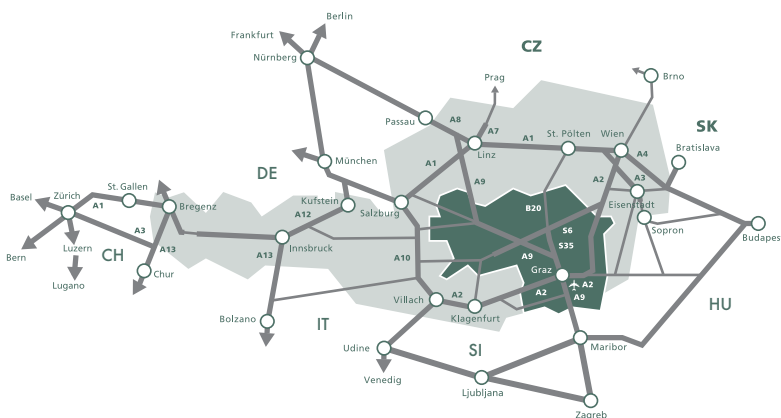 Berlin
Frankfurt
Nürnberg
CZ
Prag
Brno
Passau
A8
A7
A1
St. Pölten
Wien
SK
Bratislava
Linz
A4
München
DE
A1
A9
A2
A3
Eisenstadt
St. Gallen
Basel
Zürich
A1
Bregenz
Kufstein
A12
Salzburg
B20
Sopron
Budapes
A3
A13
S6
S35
Luzern
Bern
CH
Chur
A13
Innsbruck
A10
A9
Graz
Lugano
A2
A2
A9
Villach
A2
Klagenfurt
HU
Bolzano
IT
Udine
SI
Maribor
Venedig
Ljubljana
Zagreb